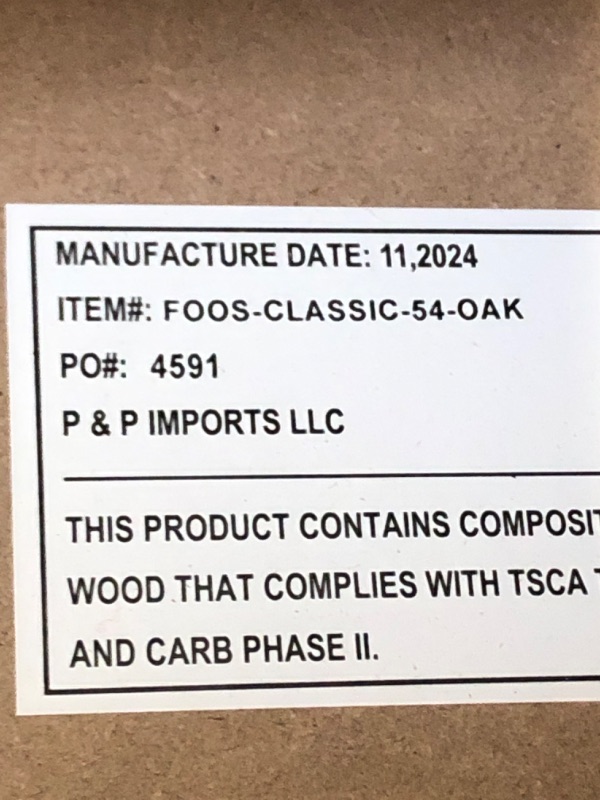 MANUFACTURE DATE: 11,2024
ITEM#: FOOS-CLASSIC-54-OAK
PO#: 4591
P & P IMPORTS LLC
THIS PRODUCT CONTAINS COMPOSIT
WOOD THAT COMPLIES WITH TSCA T
AND CARB PHASE II.